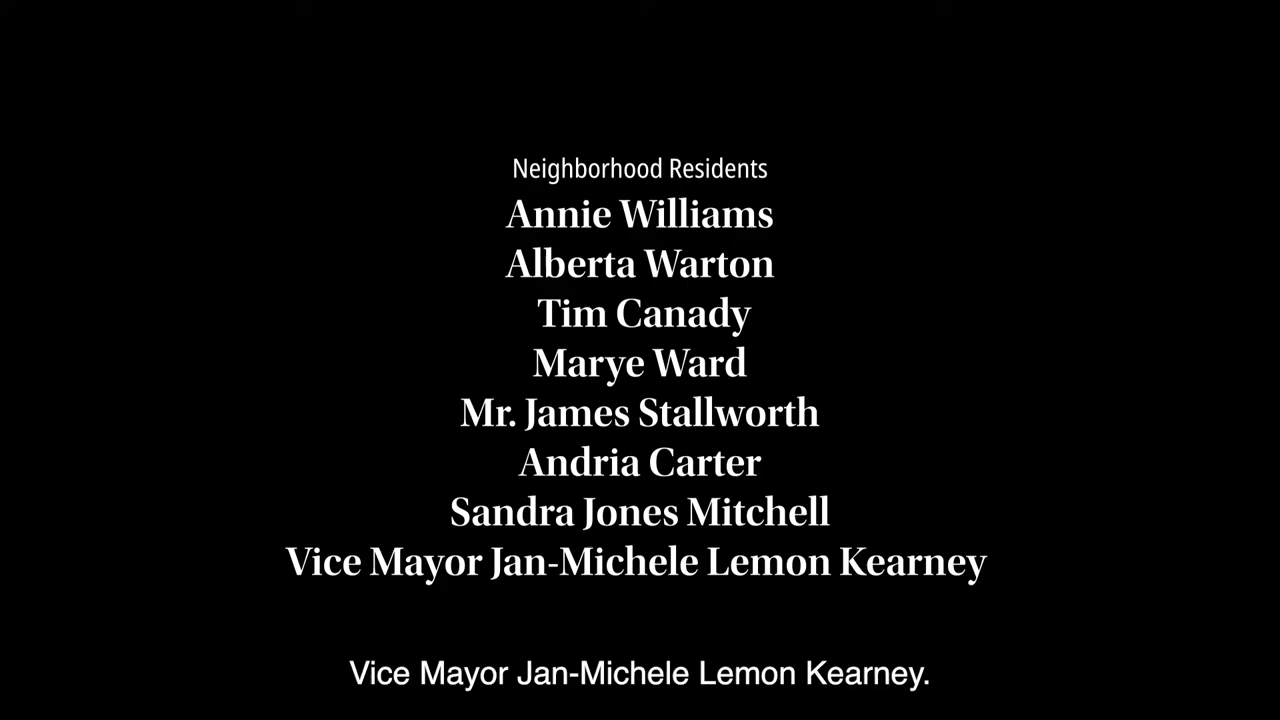 Neighborhood Residents
Annie Williams
Alberta Warton
Tim Canady
Marye Ward
Mr. James Stallworth
Andria Carter
Sandra Jones Mitchell
Vice Mayor Jan-Michele Lemon Kearney
Vice Mayor Jan-Michele Lemon Kearney.